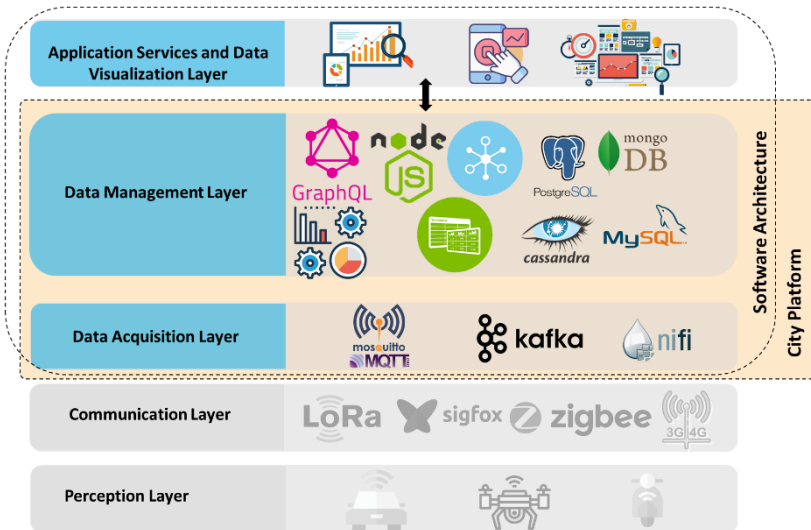 Application Services and Data
Visualization Layer
Data Management Layer
GraphQL
node
JS
PostgreSQL
mongo
DB
cassandra
MySQL
Data Acquisition Layer
mosquitto
MQTT
kafka
nifi
Communication Layer
LoRa
sigfox
zigbee
3G 4G
Perception Layer
Software Architecture
City Platform